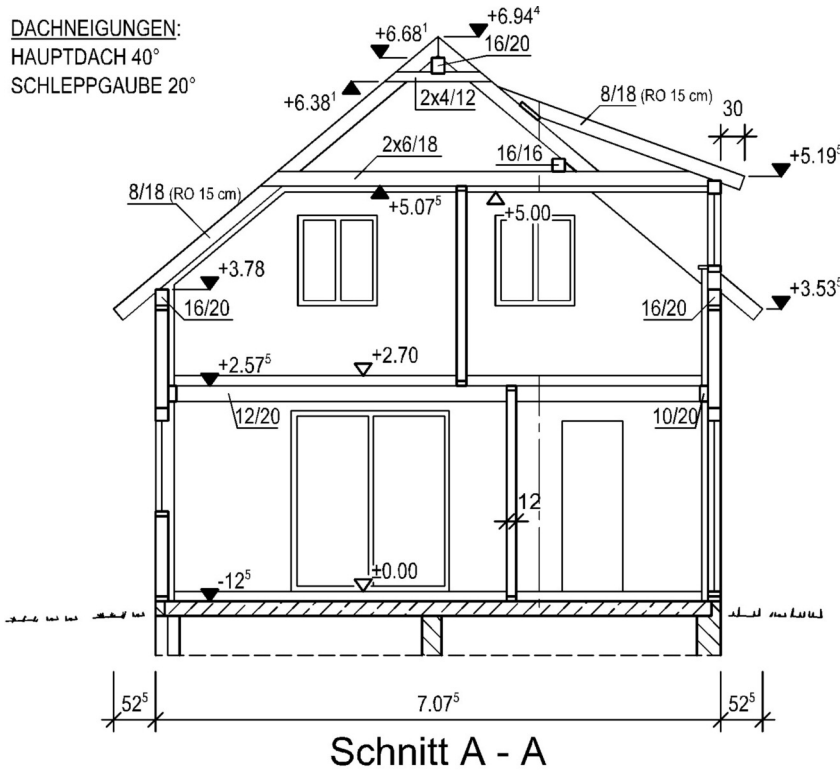 DACHNEIGUNGEN:
HAUPTDACH 40°
SCHLEPPGAUBE 20°
+6.94⁴
+6.68¹
16/20
+6.38¹
2x4/12
8/18 (RO 15 cm)
30
2x6/18
16/16
+5.19⁵
8/18 (RO 15 cm)
+5.07⁵
+5.00
+3.78
+3.53⁵
16/20
16/20
+2.57⁵
+2.70
12/20
10/20
12
-12⁵
±0.00
52⁵
7.07⁵
52⁵
Schnitt A - A